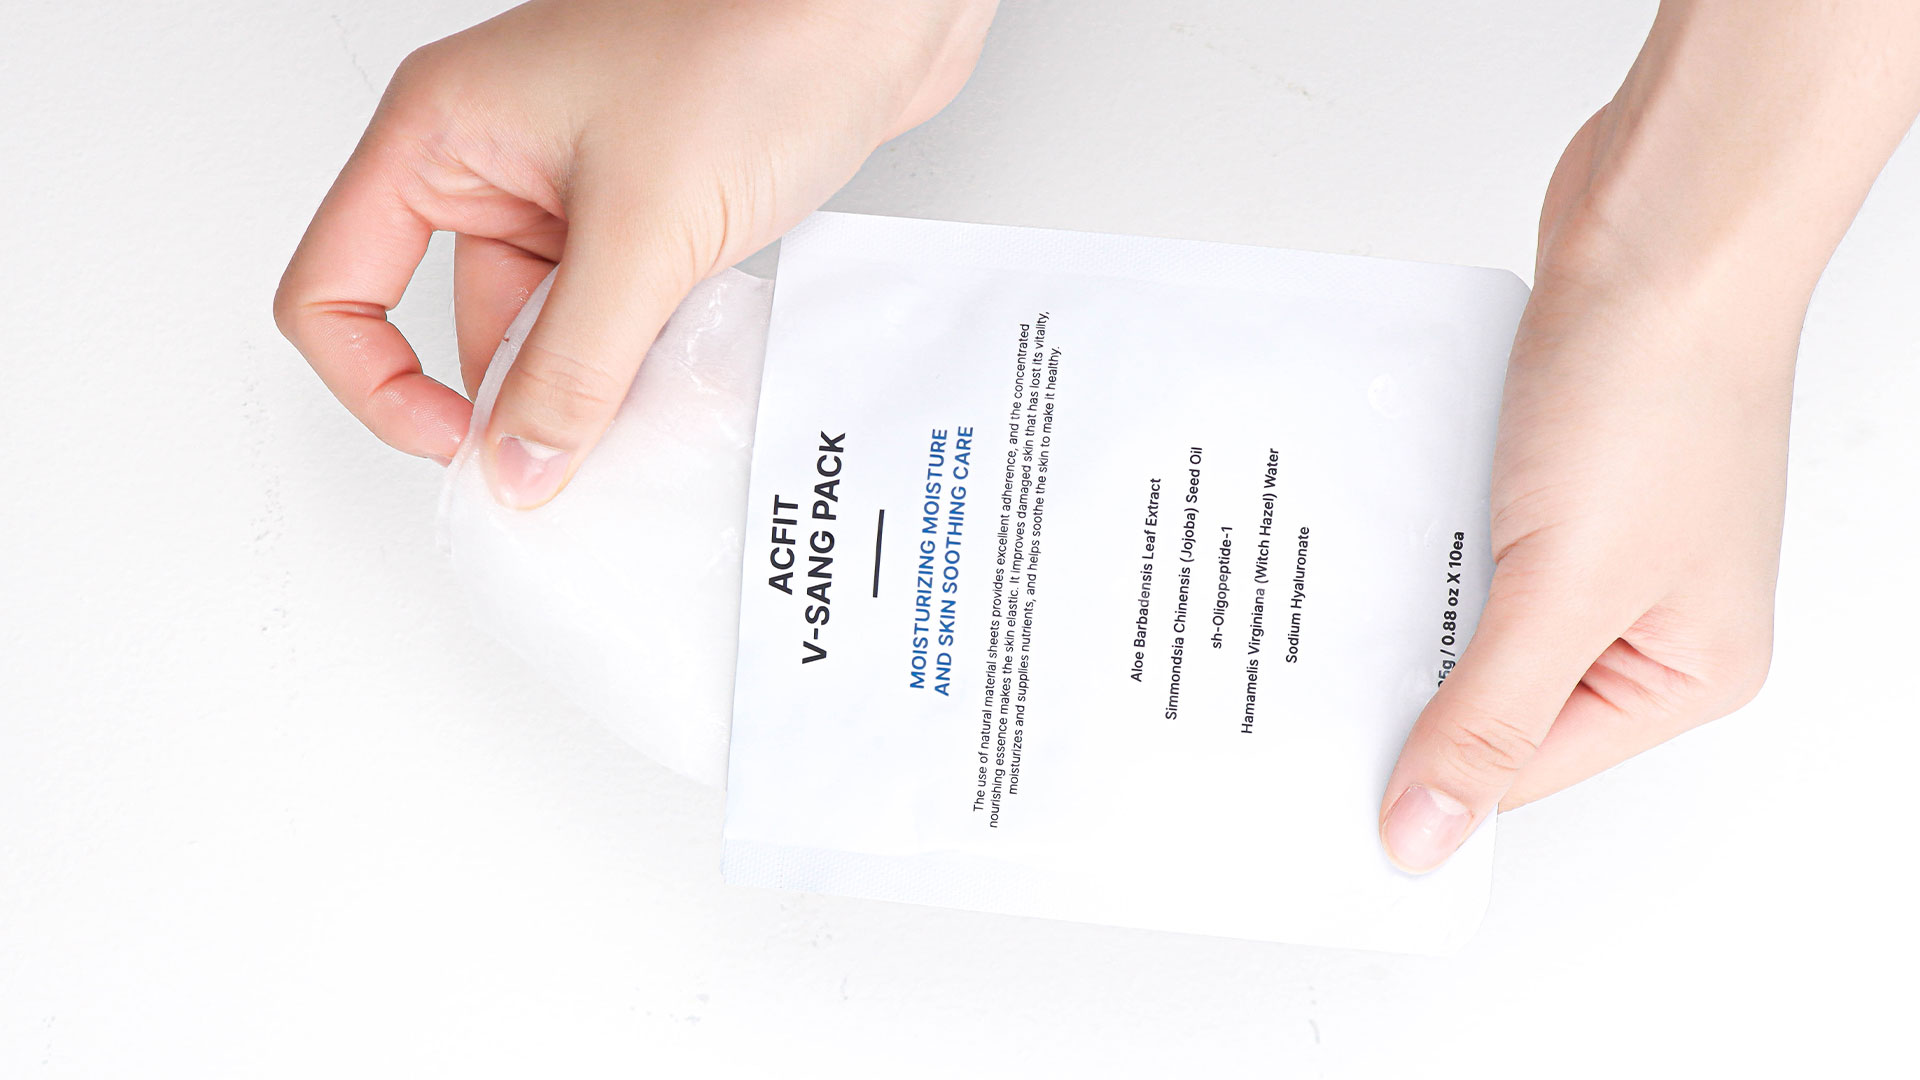 ACFIT
V-SANG PACK
MOISTURIZING MOISTURE
AND SKIN SOOTHING CARE
The use of natural material sheets provides excellent adherence, and the concentrated
nourishing essence makes the skin elastic. It improves damaged skin that has lost its vitality,
moisturizes and supplies nutrients, and helps soothe the skin to make it healthy.
Aloe Barbadensis Leaf Extract
Simmondsia Chinensis (Jojoba) Seed Oil
sh-Oligopeptide-1
Hamamelis Virginiana (Witch Hazel) Water
Sodium Hyaluronate
/ 0.88 oz X 10ea